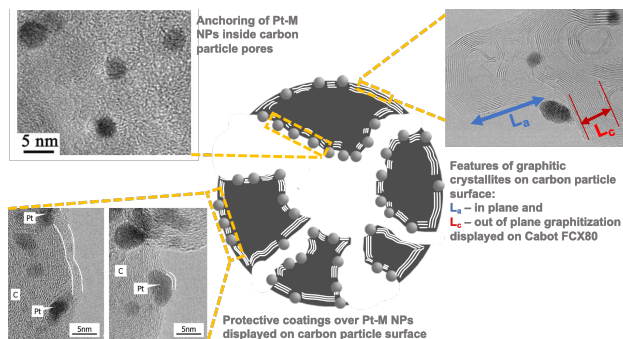 Anchoring of Pt-M
NPs inside carbon
particle pores
5 nm
La
Lc
Features of graphitic
crystallites on carbon particle
surface:
La – in plane and
Lc – out of plane graphitization
displayed on Cabot FCX80
Pt
C
Pt
5nm
Pt
C
5nm
Protective coatings over Pt-M NPs
displayed on carbon particle surface